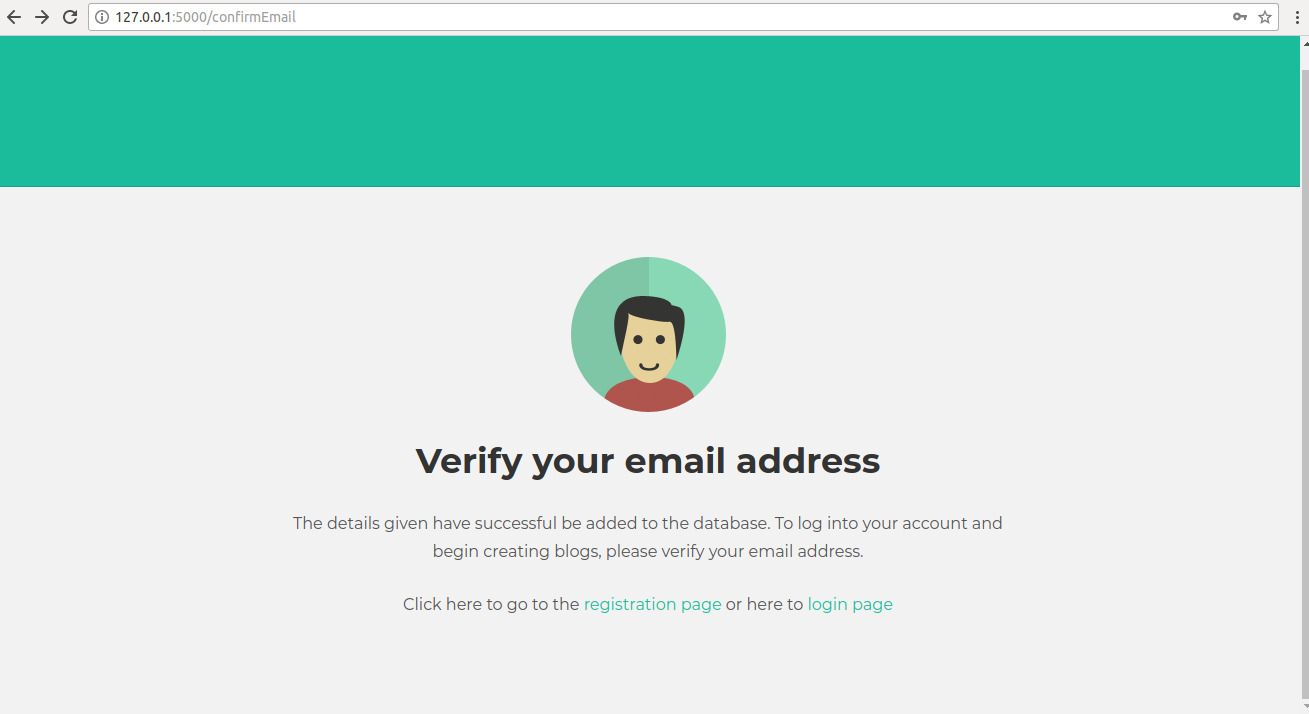 127.0.0.1:5000/confirmEmail
Verify your email address
The details given have successful be added to the database. To log into your account and
begin creating blogs, please verify your email address.
Click here to go to the registration page or here to login page